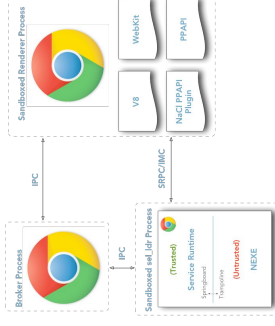 Sandboxed Renderer Process
WebKit
PPAPI
V8
NaCl PPAPI
Plugin
IPC
SRPC/IMC
Broker Process
IPC
Sandboxed sel_ldr Process
(Trusted)
Service Runtime
Springboard
Trampoline
(Untrusted)
NEXE